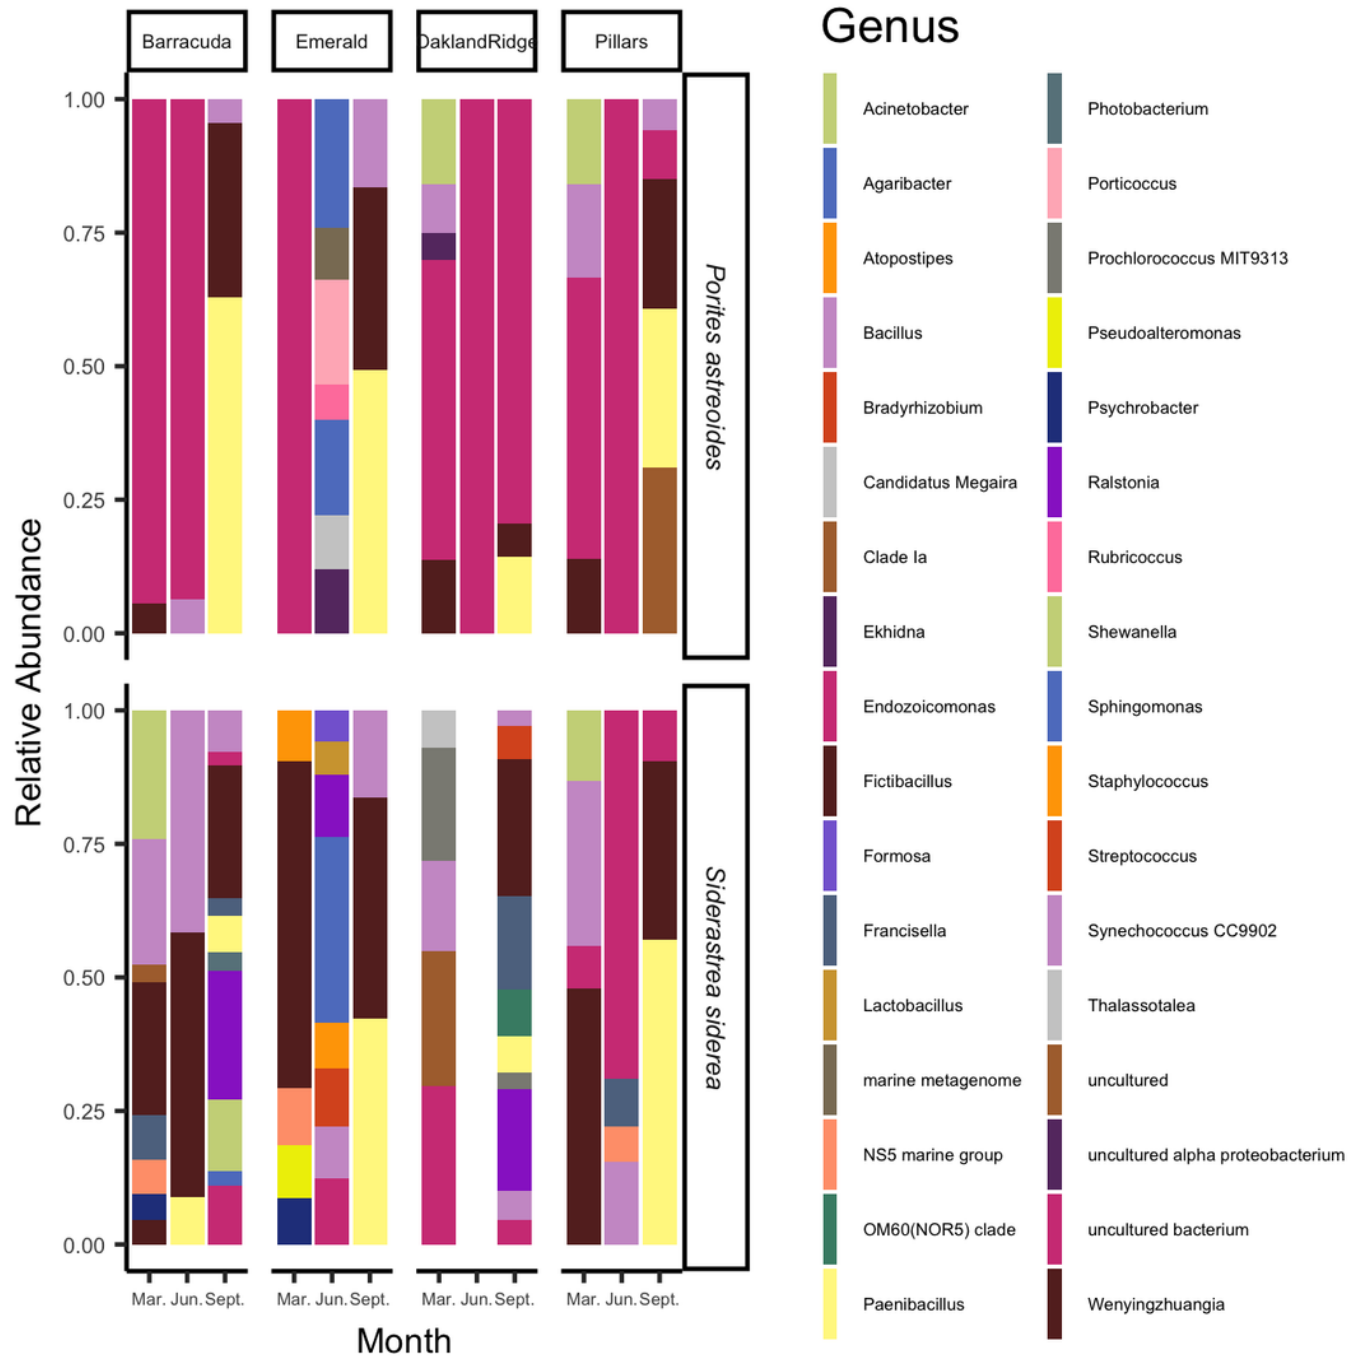 Barracuda
Emerald
OaklandRidge
Pillars
Genus
Relative Abundance
1.00
0.75
0.50
0.25
0.00
Porites astreoides
1.00
0.75
0.50
0.25
0.00
Siderastrea siderea
Mar. Jun. Sept.
Mar. Jun. Sept.
Mar. Jun. Sept.
Mar. Jun. Sept.
Month
Acinetobacter
Agaribacter
Atopostipes
Bacillus
Bradyrhizobium
Candidatus Megaira
Clade Ia
Ekhidna
Endozoicomonas
Fictibacillus
Formosa
Francisella
Lactobacillus
marine metagenome
NS5 marine group
OM60(NOR5) clade
Paenibacillus
Photobacterium
Porticoccus
Prochlorococcus MIT9313
Pseudoalteromonas
Psychrobacter
Ralstonia
Rubricoccus
Shewanella
Sphingomonas
Staphylococcus
Streptococcus
Synechococcus CC9902
Thalassotalea
uncultured
uncultured alpha proteobacterium
uncultured bacterium
Wenyingzhuangia